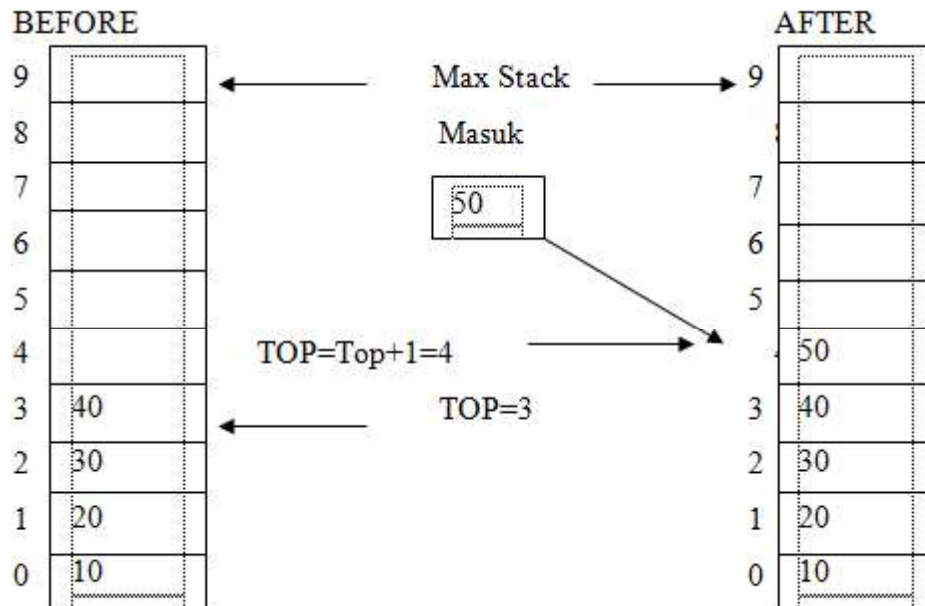 BEFORE AFTER
9 Max Stack 9
8 Masuk
7 50 7
6 6
5 5
4 TOP=Top+1=4 50
3 40 TOP=3 3 40
2 30 2 30
1 20 1 20
0 10 0 10